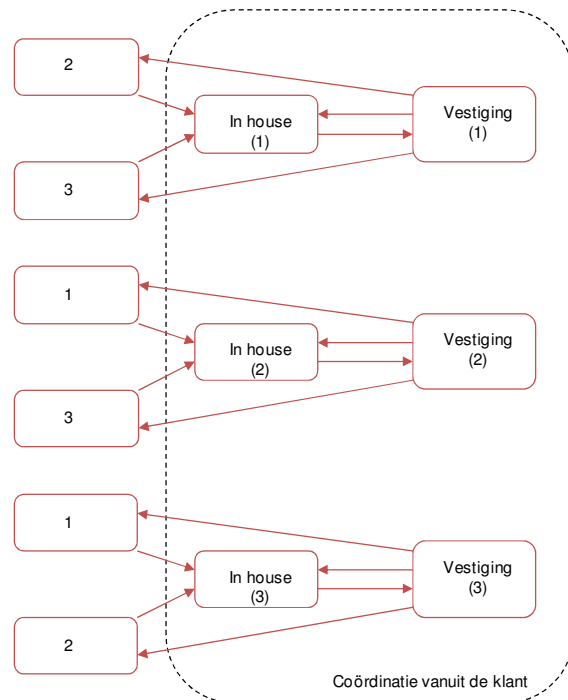 2
In house
(1)
Vestiging
(1)
3
1
In house
(2)
Vestiging
(2)
3
1
In house
(3)
Vestiging
(3)
2
Coördinatie vanuit de klant